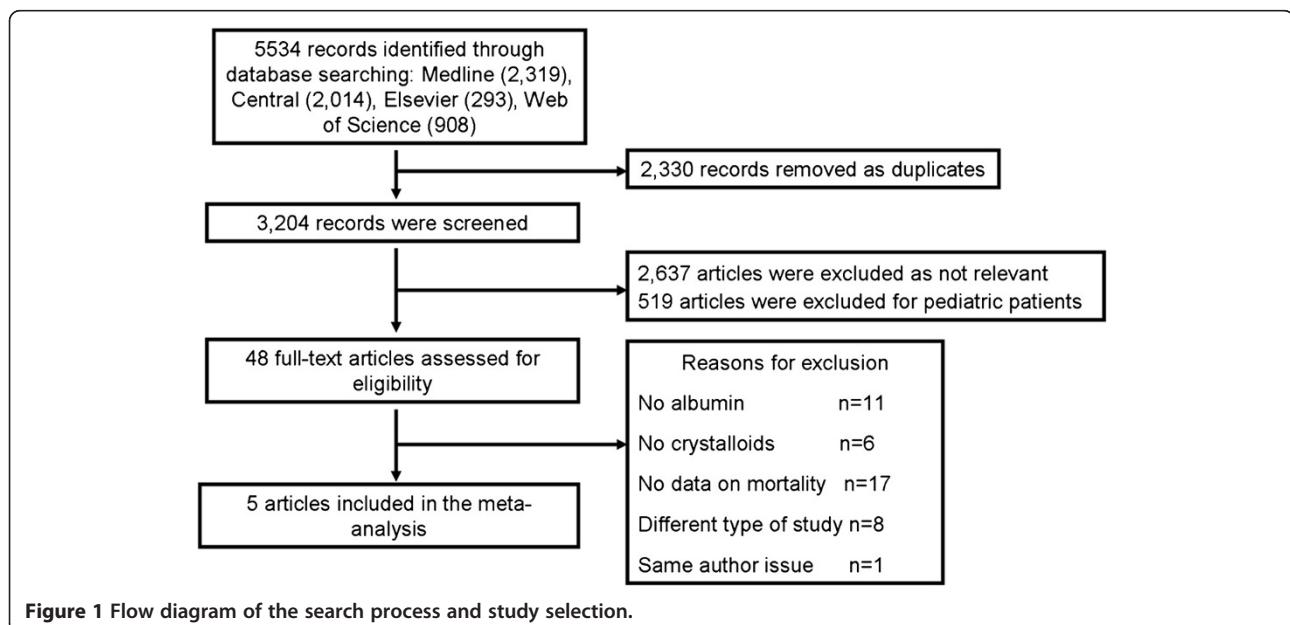 5534 records identified through
database searching: Medline (2,319),
Central (2,014), Elsevier (293), Web
of Science (908)
2,330 records removed as duplicates
3,204 records were screened
2,637 articles were excluded as not relevant
519 articles were excluded for pediatric patients
48 full-text articles assessed for
eligibility
Reasons for exclusion
No albumin n=11
No crystalloids n=6
No data on mortality n=17
Different type of study n=8
Same author issue n=1
5 articles included in the meta-
analysis
Figure 1 Flow diagram of the search process and study selection.